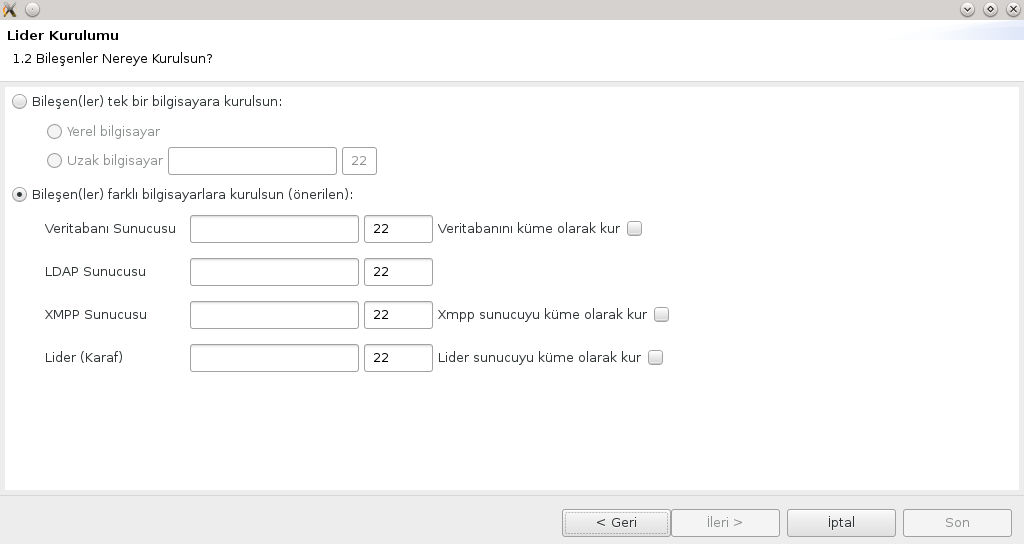 Lider Kurulumu
1.2 Bileşenler Nereye Kurulsun?
Bileşen(ler) tek bir bilgisayara kurulsun:
Yerel bilgisayar
Uzak bilgisayar 22
Bileşen(ler) farklı bilgisayarlara kurulsun (önerilen):
Veritabanı Sunucusu 22 Veritabanını küme olarak kur
LDAP Sunucusu 22
XMPP Sunucusu 22 Xmpp sunucuyu küme olarak kur
Lider (Karaf) 22 Lider sunucuyu küme olarak kur
< Geri İleri > İptal Son